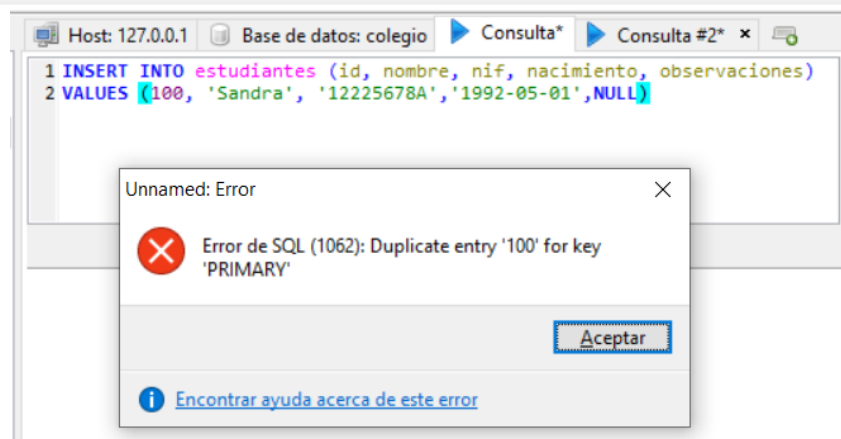 Host: 127.0.0.1 Base de datos: colegio Consulta* Consulta #2* ×
1 INSERT INTO estudiantes (id, nombre, nif, nacimiento, observaciones)
2 VALUES (100, 'Sandra', '12225678A','1992-05-01',NULL)
Unnamed: Error
Error de SQL (1062): Duplicate entry '100' for key
'PRIMARY'
Aceptar
Encontrar ayuda acerca de este error